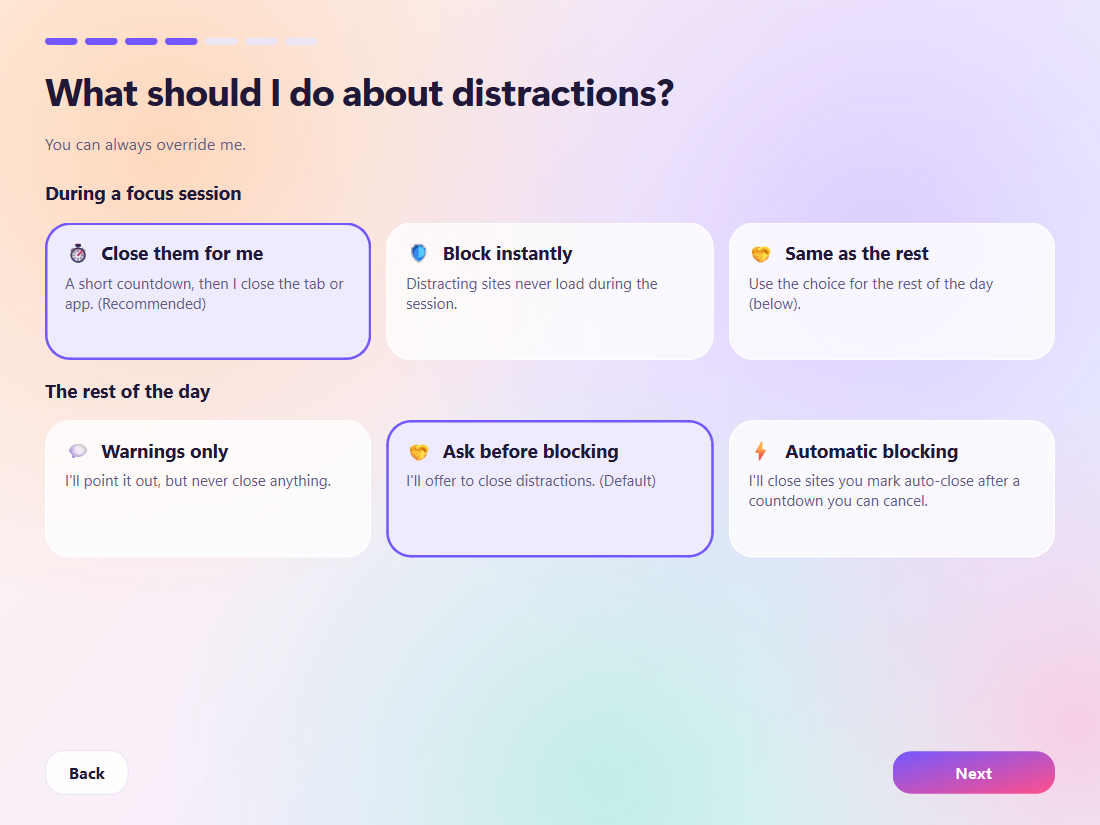 What should I do about distractions?
You can always override me.
During a focus session
Close them for me
A short countdown, then I close the tab or
app. (Recommended)
Block instantly
Distracting sites never load during the
session.
Same as the rest
Use the choice for the rest of the day
(below).
The rest of the day
Warnings only
I'll point it out, but never close anything.
Ask before blocking
I'll offer to close distractions. (Default)
Automatic blocking
I'll close sites you mark auto-close after a
countdown you can cancel.
Back
Next